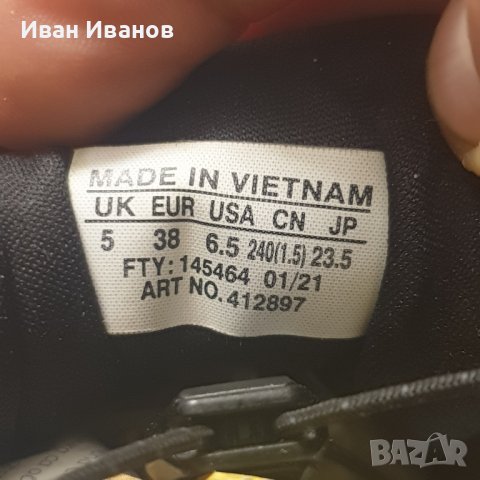 Иван Иванов
MADE IN VIETNAM
UK EUR USA CN JP
5 38 6.5 240(1.5) 23.5
FTY: 145464 01/21
ART NO. 412897
BAZAR